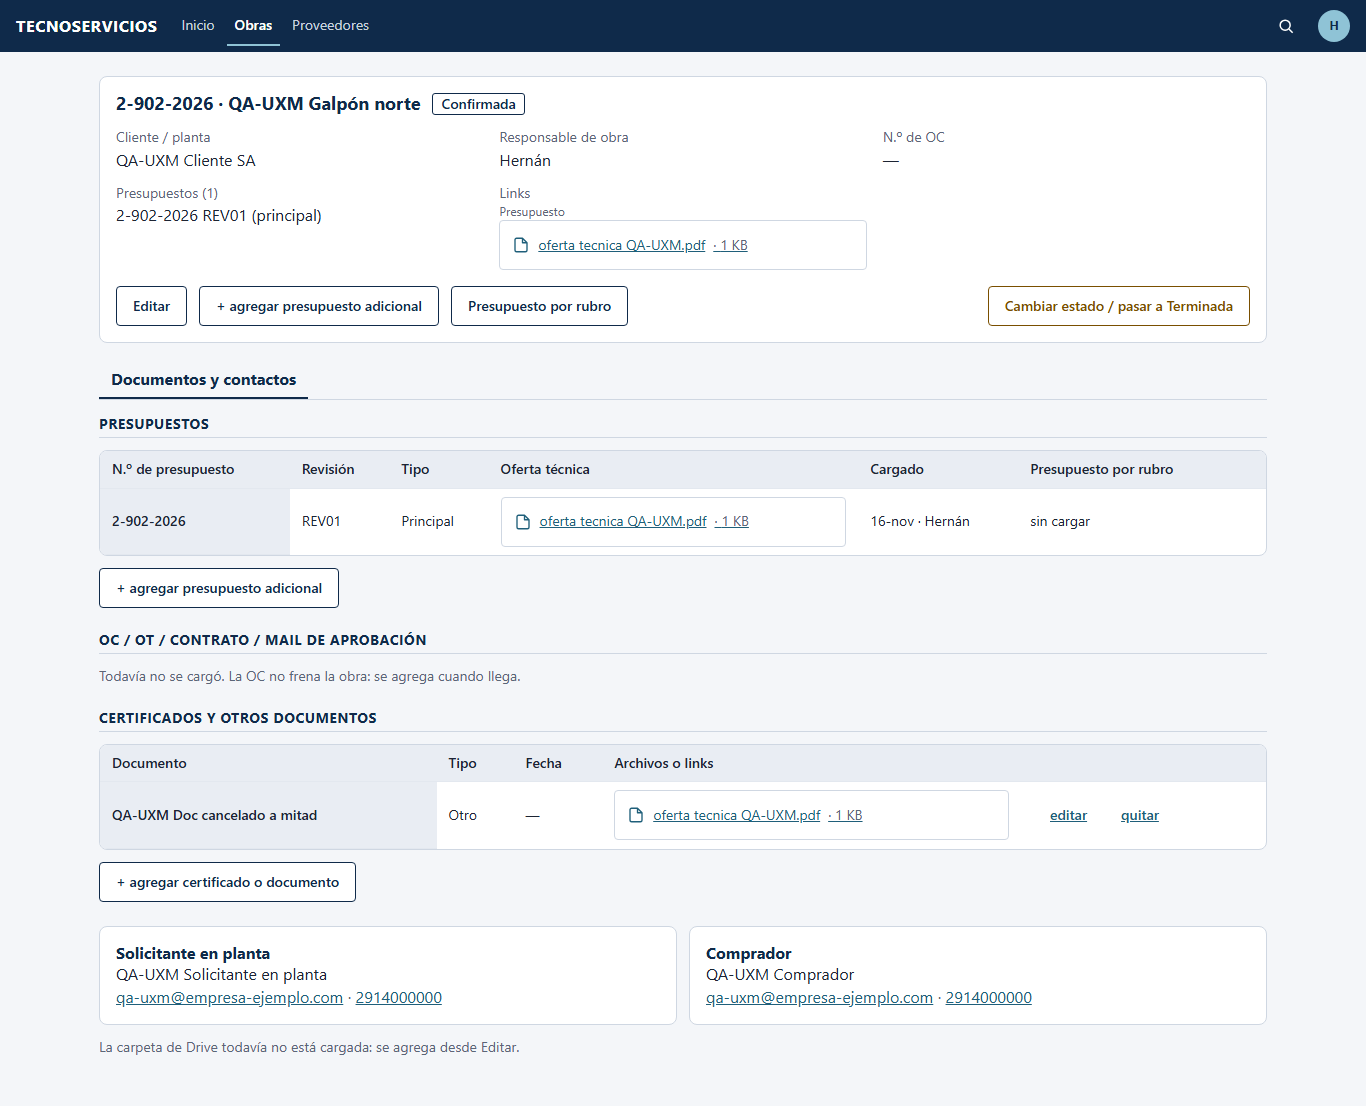 TECNOSERVICIOS Inicio Obras Proveedores H
2-902-2026 · QA-UXM Galpón norte Confirmada
Cliente / planta Responsable de obra N.º de OC
QA-UXM Cliente SA Hernán —
Presupuestos (1) Links
2-902-2026 REV01 (principal) Presupuesto
oferta tecnica QA-UXM.pdf · 1 KB
Editar + agregar presupuesto adicional Presupuesto por rubro Cambiar estado / pasar a Terminada
Documentos y contactos
PRESUPUESTOS
N.º de presupuesto Revisión Tipo Oferta técnica Cargado Presupuesto por rubro
2-902-2026 REV01 Principal oferta tecnica QA-UXM.pdf · 1 KB 16-nov · Hernán sin cargar
+ agregar presupuesto adicional
OC / OT / CONTRATO / MAIL DE APROBACIÓN
Todavía no se cargó. La OC no frena la obra: se agrega cuando llega.
CERTIFICADOS Y OTROS DOCUMENTOS
Documento Tipo Fecha Archivos o links
QA-UXM Doc cancelado a mitad Otro — oferta tecnica QA-UXM.pdf · 1 KB editar quitar
+ agregar certificado o documento
Solicitante en planta
QA-UXM Solicitante en planta
qa-uxm@empresa-ejemplo.com · 2914000000
Comprador
QA-UXM Comprador
qa-uxm@empresa-ejemplo.com · 2914000000
La carpeta de Drive todavía no está cargada: se agrega desde Editar.